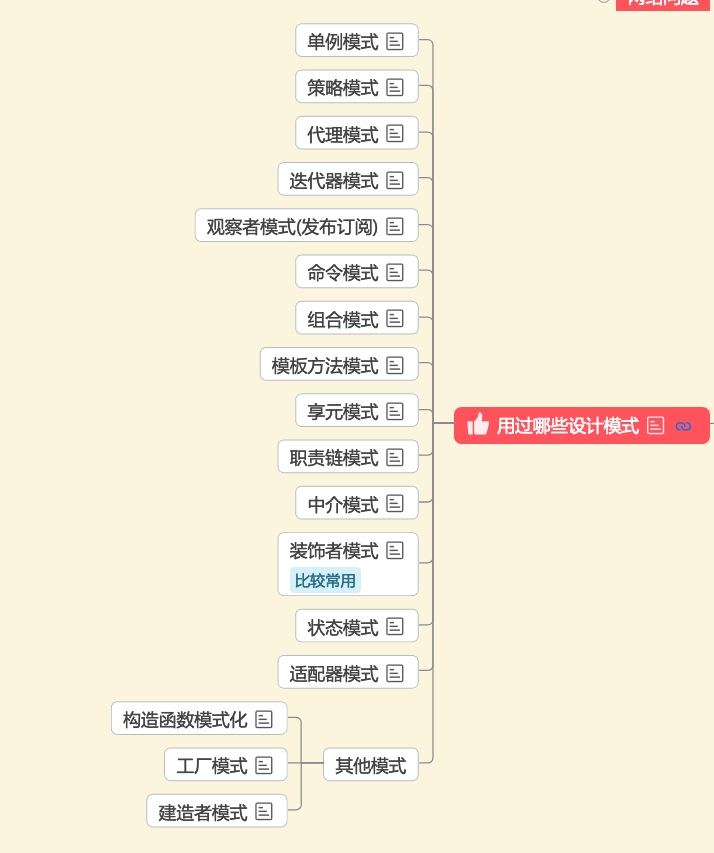 网络问题
单例模式
策略模式
代理模式
迭代器模式
观察者模式(发布订阅)
命令模式
组合模式
模板方法模式
享元模式
用过哪些设计模式
职责链模式
中介模式
装饰者模式
比较常用
状态模式
适配器模式
构造函数模式化
工厂模式
其他模式
建造者模式